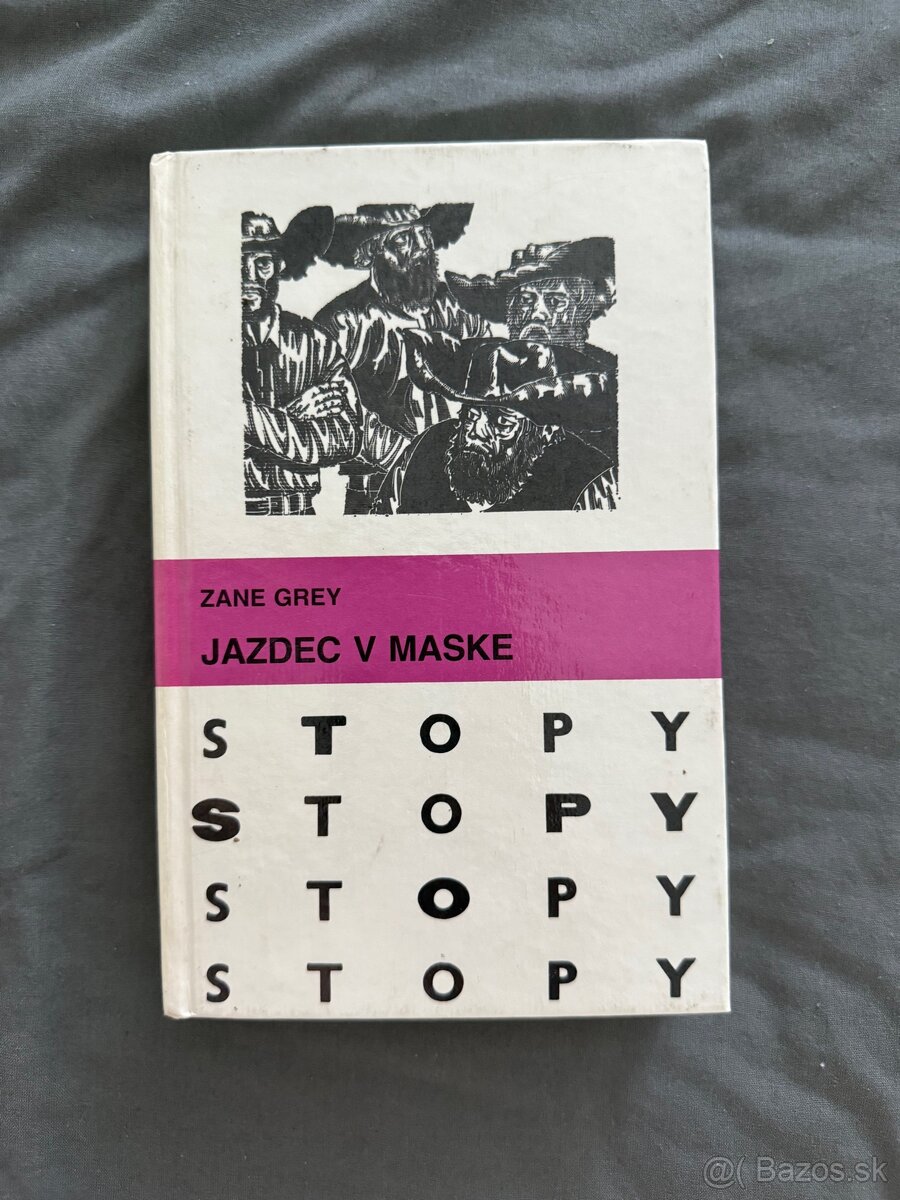 ZANE GREY
JAZDEC V MASKE
S T O P Y
S T O P Y
S T O P Y
S T O P Y
@( Bazos.sk